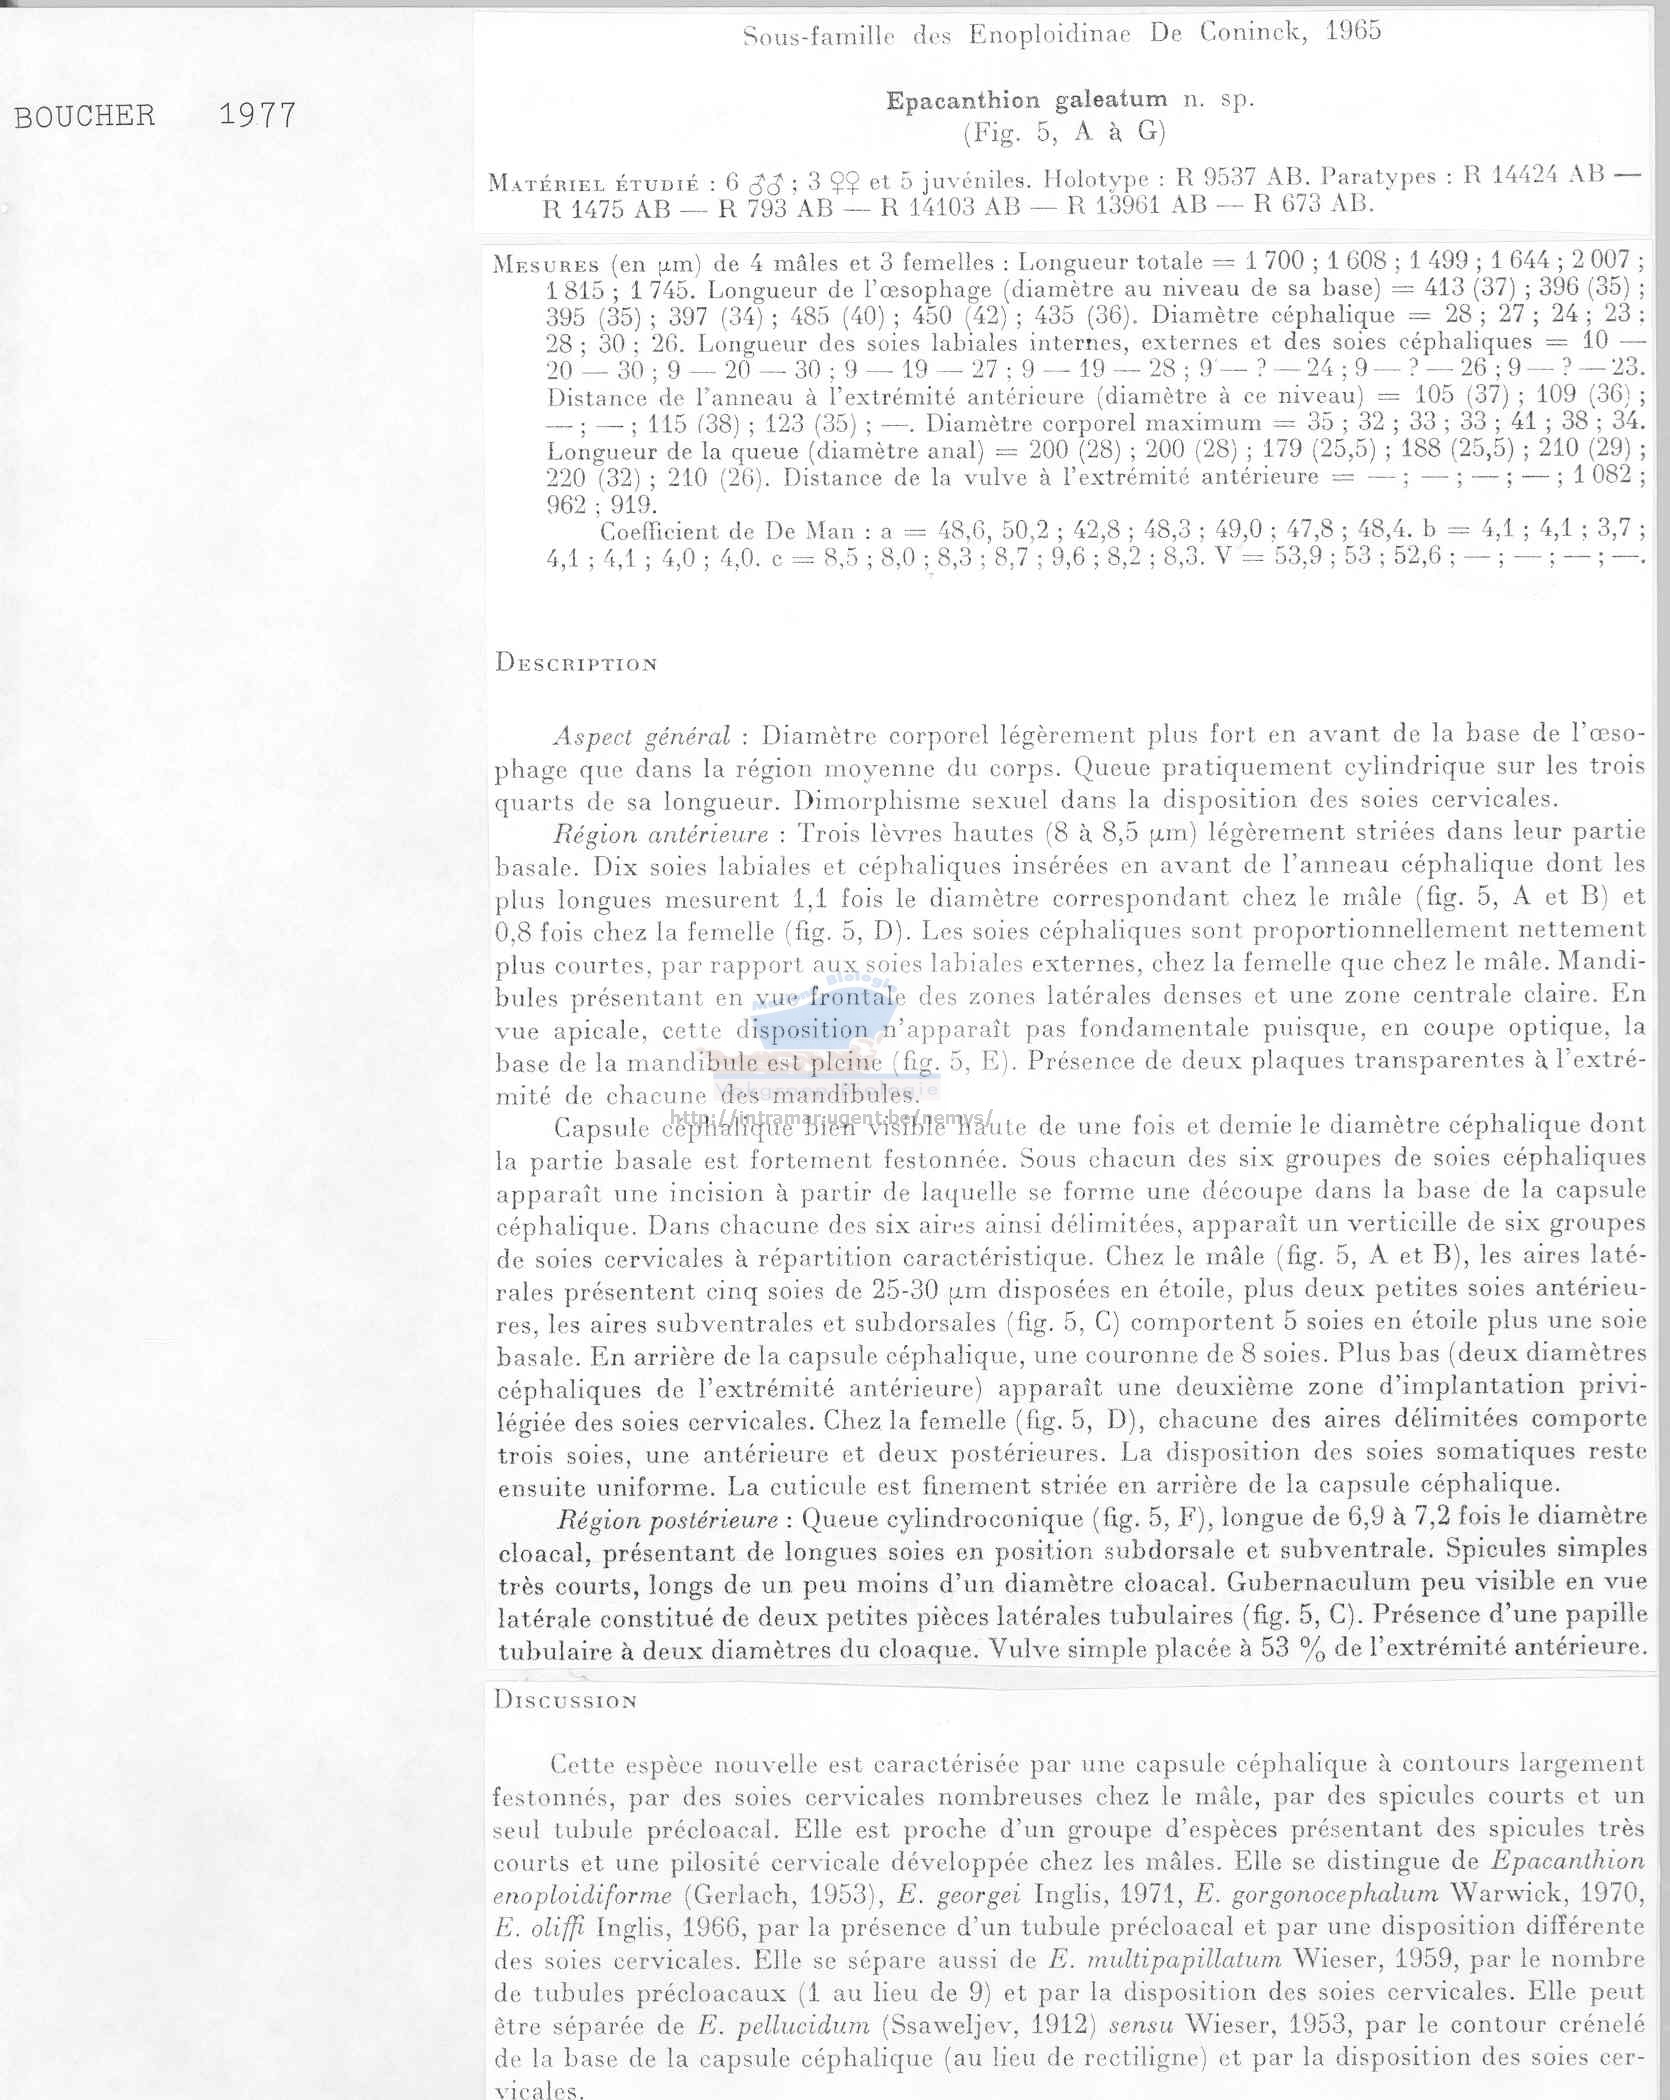 Sous-famille des Enoploidinae De Coninck, 1965
BOUCHER 1977
Epacanthion galeatum n. sp.
(Fig. 5, A à G)
MATÉRIEL ÉTUDIÉ : 6 ♂♂ ; 3 ♀♀ et 5 juvéniles. Holotype : R 9537 AB. Paratypes : R 14424 AB —
R 1475 AB — R 793 AB — R 14103 AB — R 13961 AB — R 673 AB.
MESURES (en µm) de 4 mâles et 3 femelles : Longueur totale = 1 700 ; 1 608 ; 1 499 ; 1 644 ; 2 007 ;
1 815 ; 1 745. Longueur de l'œsophage (diamètre au niveau de sa base) = 413 (37) ; 396 (35) ;
395 (35) ; 397 (34) ; 485 (40) ; 450 (42) ; 435 (36). Diamètre céphalique = 28 ; 27 ; 24 ; 23 ;
28 ; 30 ; 26. Longueur des soies labiales internes, externes et des soies céphaliques = 10 —
20 — 30 ; 9 — 20 — 30 ; 9 — 19 — 27 ; 9 — 19 — 28 ; 9 — ? — 24 ; 9 — ? — 26 ; 9 — ? — 23.
Distance de l'anneau à l'extrémité antérieure (diamètre à ce niveau) = 105 (37) ; 109 (36) ;
— ; — ; 115 (38) ; 123 (35) ; —. Diamètre corporel maximum = 35 ; 32 ; 33 ; 33 ; 41 ; 38 ; 34.
Longueur de la queue (diamètre anal) = 200 (28) ; 200 (28) ; 179 (25,5) ; 188 (25,5) ; 210 (29) ;
220 (32) ; 210 (26). Distance de la vulve à l'extrémité antérieure = — ; — ; — ; — ; 1 082 ;
962 ; 919.
Coefficient de De Man : a = 48,6, 50,2 ; 42,8 ; 48,3 ; 49,0 ; 47,8 ; 48,4. b = 4,1 ; 4,1 ; 3,7 ;
4,1 ; 4,1 ; 4,0 ; 4,0. c = 8,5 ; 8,0 ; 8,3 ; 8,7 ; 9,6 ; 8,2 ; 8,3. V = 53,9 ; 53 ; 52,6 ; — ; — ; — ; —.
DESCRIPTION
Aspect général : Diamètre corporel légèrement plus fort en avant de la base de l'œso-
phage que dans la région moyenne du corps. Queue pratiquement cylindrique sur les trois
quarts de sa longueur. Dimorphisme sexuel dans la disposition des soies cervicales.
Région antérieure : Trois lèvres hautes (8 à 8,5 µm) légèrement striées dans leur partie
basale. Dix soies labiales et céphaliques insérées en avant de l'anneau céphalique dont les
plus longues mesurent 1,1 fois le diamètre correspondant chez le mâle (fig. 5, A et B) et
0,8 fois chez la femelle (fig. 5, D). Les soies céphaliques sont proportionnellement nettement
plus courtes, par rapport aux soies labiales externes, chez la femelle que chez le mâle. Mandi-
bules présentant en vue frontale des zones latérales denses et une zone centrale claire. En
vue apicale, cette disposition n'apparaît pas fondamentale puisque, en coupe optique, la
base de la mandibule est pleine (fig. 5, E). Présence de deux plaques transparentes à l'extré-
mité de chacune des mandibules.
http://intramar.ugent.be/nemys/
Capsule céphalique bien visible haute de une fois et demie le diamètre céphalique dont
la partie basale est fortement festonnée. Sous chacun des six groupes de soies céphaliques
apparaît une incision à partir de laquelle se forme une découpe dans la base de la capsule
céphalique. Dans chacune des six aires ainsi délimitées, apparaît un verticille de six groupes
de soies cervicales à répartition caractéristique. Chez le mâle (fig. 5, A et B), les aires laté-
rales présentent cinq soies de 25-30 µm disposées en étoile, plus deux petites soies antérieu-
res, les aires subventrales et subdorsales (fig. 5, C) comportent 5 soies en étoile plus une soie
basale. En arrière de la capsule céphalique, une couronne de 8 soies. Plus bas (deux diamètres
céphaliques de l'extrémité antérieure) apparaît une deuxième zone d'implantation privi-
légiée des soies cervicales. Chez la femelle (fig. 5, D), chacune des aires délimitées comporte
trois soies, une antérieure et deux postérieures. La disposition des soies somatiques reste
ensuite uniforme. La cuticule est finement striée en arrière de la capsule céphalique.
Région postérieure : Queue cylindroconique (fig. 5, F), longue de 6,9 à 7,2 fois le diamètre
cloacal, présentant de longues soies en position subdorsale et subventrale. Spicules simples
très courts, longs de un peu moins d'un diamètre cloacal. Gubernaculum peu visible en vue
latérale constitué de deux petites pièces latérales tubulaires (fig. 5, C). Présence d'une papille
tubulaire à deux diamètres du cloaque. Vulve simple placée à 53 % de l'extrémité antérieure.
DISCUSSION
Cette espèce nouvelle est caractérisée par une capsule céphalique à contours largement
festonnés, par des soies cervicales nombreuses chez le mâle, par des spicules courts et un
seul tubule précloacal. Elle est proche d'un groupe d'espèces présentant des spicules très
courts et une pilosité cervicale développée chez les mâles. Elle se distingue de Epacanthion
enoploidiforme (Gerlach, 1953), E. georgei Inglis, 1971, E. gorgonocephalum Warwick, 1970,
E. oliffi Inglis, 1966, par la présence d'un tubule précloacal et par une disposition différente
des soies cervicales. Elle se sépare aussi de E. multipapillatum Wieser, 1959, par le nombre
de tubules précloacaux (1 au lieu de 9) et par la disposition des soies cervicales. Elle peut
être séparée de E. pellucidum (Ssaweljev, 1912) sensu Wieser, 1953, par le contour crénelé
de la base de la capsule céphalique (au lieu de rectiligne) et par la disposition des soies cer-
vicales.